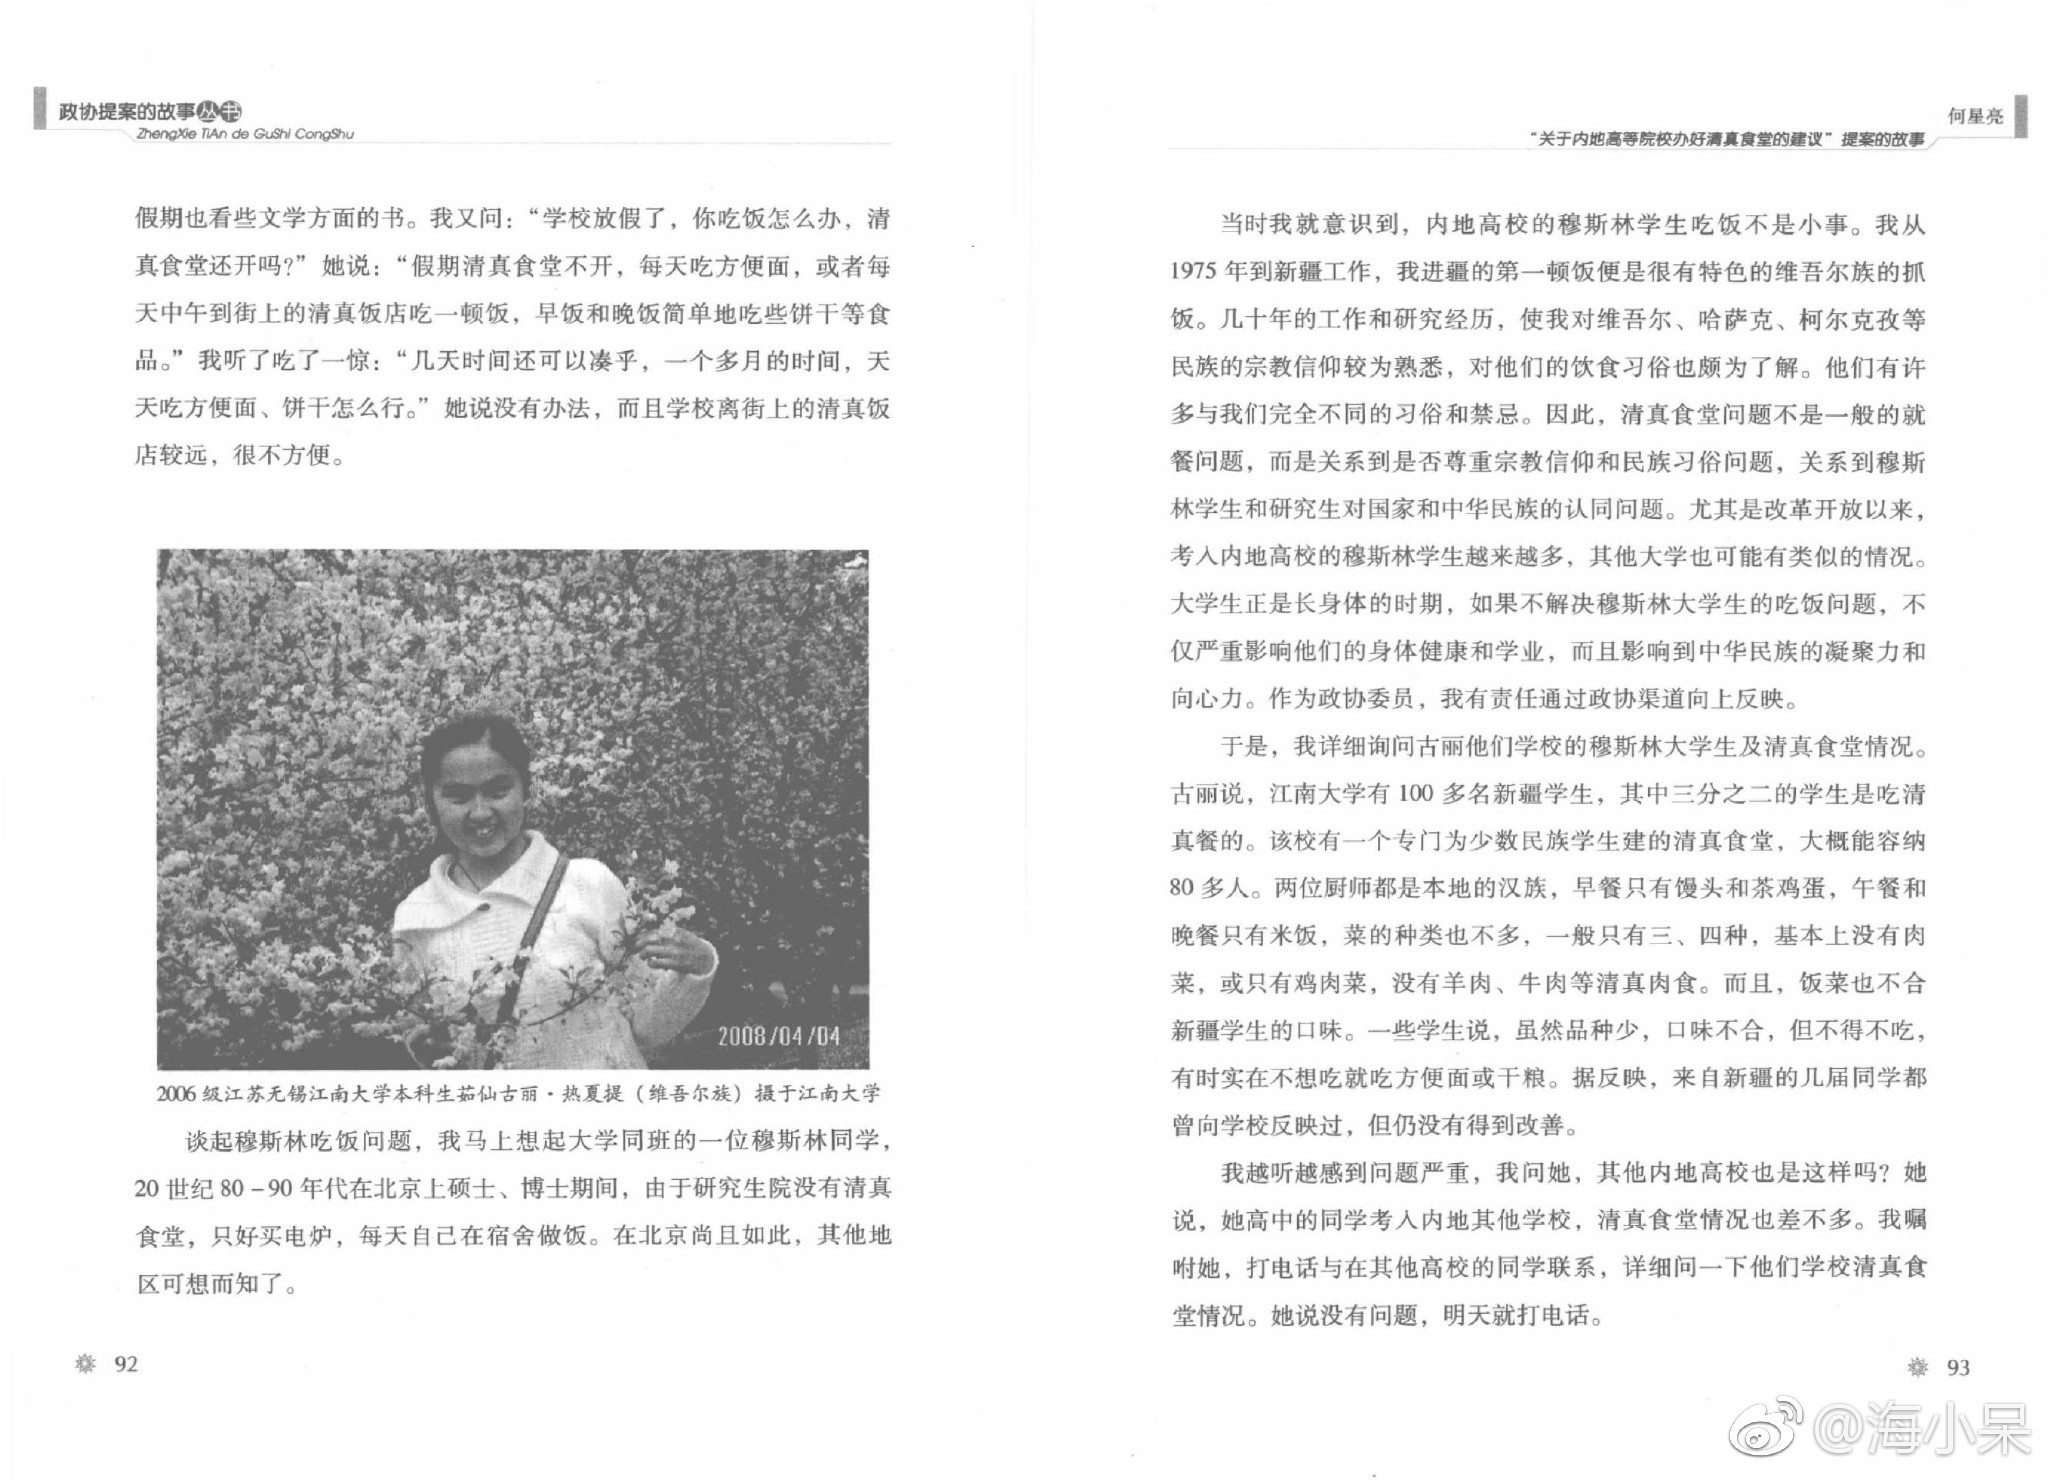 政协提案的故事丛书
ZhengXie TiAn de GuShi CongShu
假期也看些文学方面的书。我又问：“学校放假了，你吃饭怎么办，清
真食堂还开吗？”她说：“假期清真食堂不开，每天吃方便面，或者每
天中午到街上的清真饭店吃一顿饭，早饭和晚饭简单地吃些饼干等食
品。”我听了吃了一惊：“几天时间还可以凑乎，一个多月的时间，天
天吃方便面、饼干怎么行。”她说没有办法，而且学校离街上的清真饭
店较远，很不方便。
2008/04/04
2006级江苏无锡江南大学本科生茹仙古丽·热夏提（维吾尔族）摄于江南大学
谈起穆斯林吃饭问题，我马上想起大学同班的一位穆斯林同学，
20世纪80－90年代在北京上硕士、博士期间，由于研究生院没有清真
食堂，只好买电炉，每天自己在宿舍做饭。在北京尚且如此，其他地
区可想而知了。
92
何星亮
“关于内地高等院校办好清真食堂的建议”提案的故事
当时我就意识到，内地高校的穆斯林学生吃饭不是小事。我从
1975年到新疆工作，我进疆的第一顿饭便是很有特色的维吾尔族的抓
饭。几十年的工作和研究经历，使我对维吾尔、哈萨克、柯尔克孜等
民族的宗教信仰较为熟悉，对他们的饮食习俗也颇为了解。他们有许
多与我们完全不同的习俗和禁忌。因此，清真食堂问题不是一般的就
餐问题，而是关系到是否尊重宗教信仰和民族习俗问题，关系到穆斯
林学生和研究生对国家和中华民族的认同问题。尤其是改革开放以来，
考入内地高校的穆斯林学生越来越多，其他大学也可能有类似的情况。
大学生正是长身体的时期，如果不解决穆斯林大学生的吃饭问题，不
仅严重影响他们的身体健康和学业，而且影响到中华民族的凝聚力和
向心力。作为政协委员，我有责任通过政协渠道向上反映。
于是，我详细询问古丽他们学校的穆斯林大学生及清真食堂情况。
古丽说，江南大学有100多名新疆学生，其中三分之二的学生是吃清
真餐的。该校有一个专门为少数民族学生建的清真食堂，大概能容纳
80多人。两位厨师都是本地的汉族，早餐只有馒头和茶鸡蛋，午餐和
晚餐只有米饭，菜的种类也不多，一般只有三、四种，基本上没有肉
菜，或只有鸡肉菜，没有羊肉、牛肉等清真肉食。而且，饭菜也不合
新疆学生的口味。一些学生说，虽然品种少，口味不合，但不得不吃，
有时实在不想吃就吃方便面或干粮。据反映，来自新疆的几届同学都
曾向学校反映过，但仍没有得到改善。
我越听越感到问题严重，我问她，其他内地高校也是这样吗？她
说，她高中的同学考入内地其他学校，清真食堂情况也差不多。我嘱
咐她，打电话与在其他高校的同学联系，详细问一下他们学校清真食
堂情况。她说没有问题，明天就打电话。
93
@海小呆